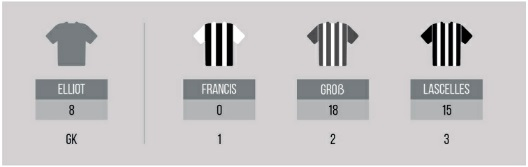 ELLIOT FRANCIS GROß LASCELLES
8 0 18 15
GK 1 2 3